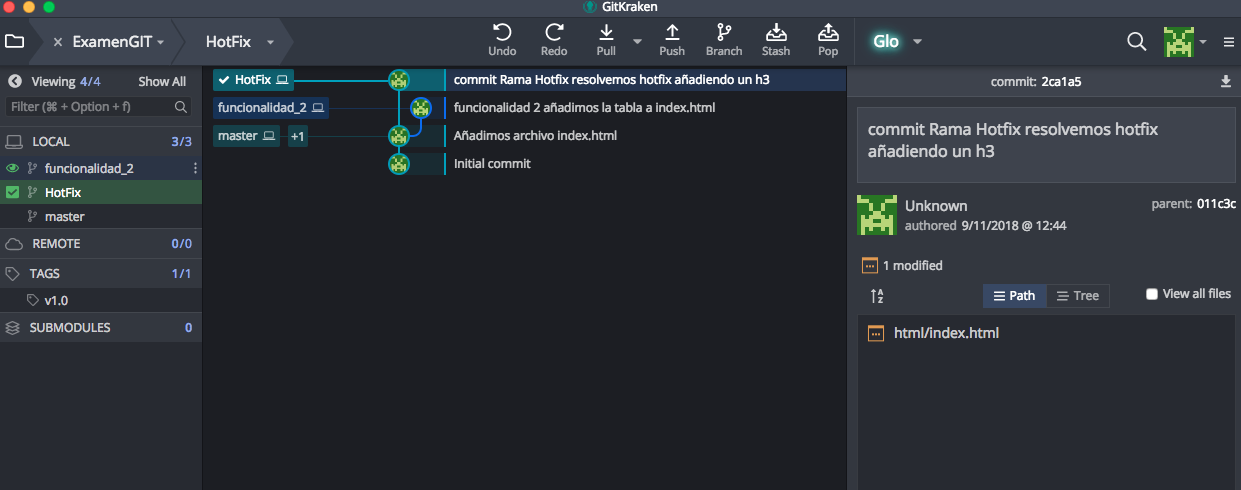 GitKraken
ExamenGIT
HotFix
Undo
Redo
Pull
Push
Branch
Stash
Pop
Glo
Viewing 4/4
Show All
Filter (⌘ + Option + f)
LOCAL 3/3
funcionalidad_2
HotFix
master
REMOTE 0/0
TAGS 1/1
v1.0
SUBMODULES 0
HotFix
commit Rama Hotfix resolvemos hotfix añadiendo un h3
funcionalidad_2
funcionalidad 2 añadimos la tabla a index.html
master +1
Añadimos archivo index.html
Initial commit
commit: 2ca1a5
commit Rama Hotfix resolvemos hotfix
añadiendo un h3
Unknown
parent: 011c3c
authored 9/11/2018 @ 12:44
1 modified
A
Z
Path
Tree
View all files
html/index.html